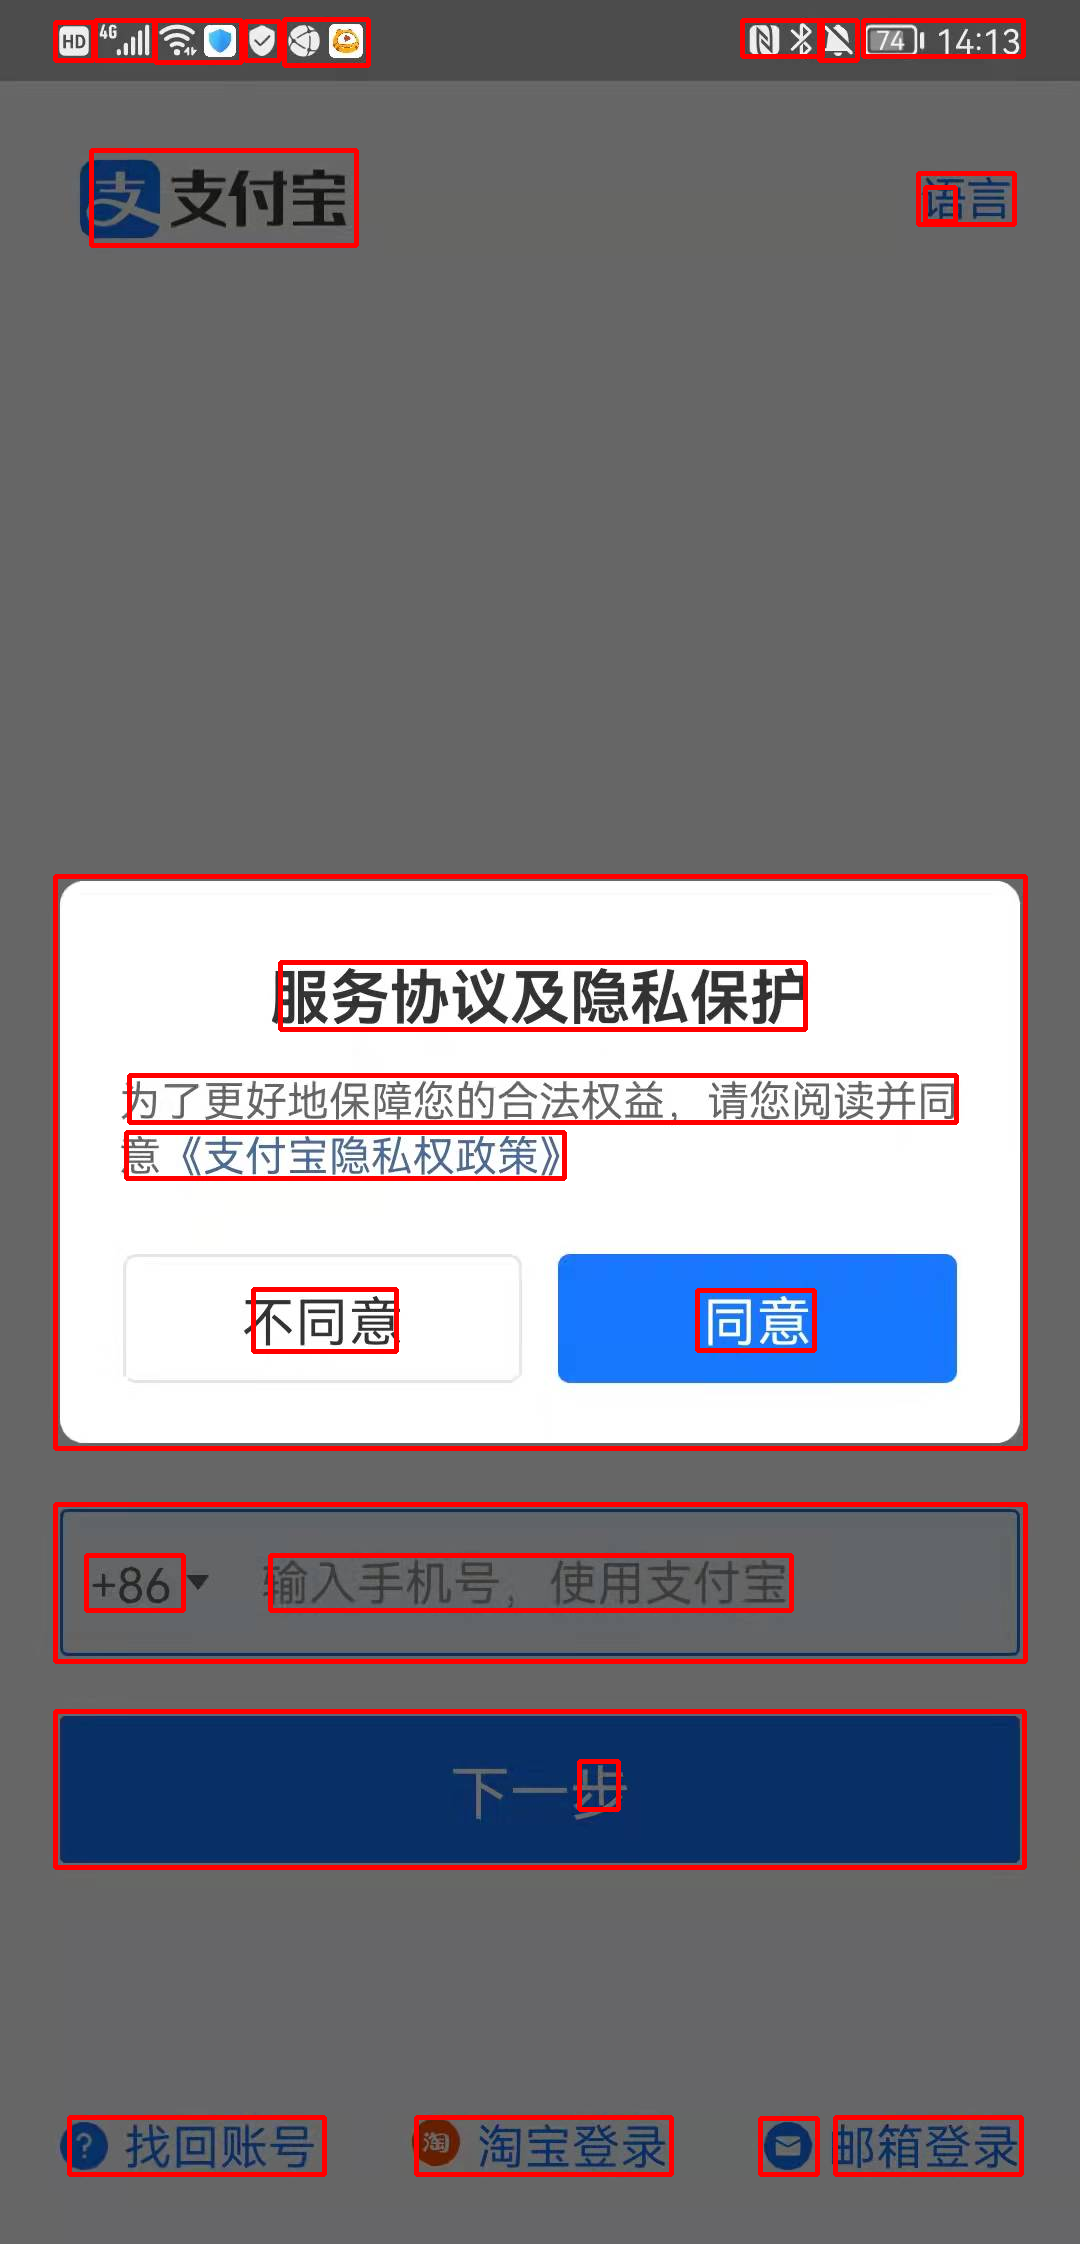 HD 4G 74 14:13
支 支付宝 语言
服务协议及隐私保护
为了更好地保障您的合法权益，请您阅读并同
意《支付宝隐私权政策》
不同意 同意
+86 输入手机号，使用支付宝
下一步
? 找回账号 淘 淘宝登录 邮箱登录